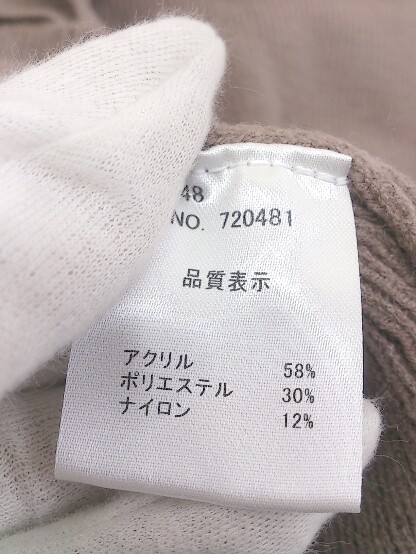 48
NO. 720481
品質表示
アクリル 58%
ポリエステル 30%
ナイロン 12%